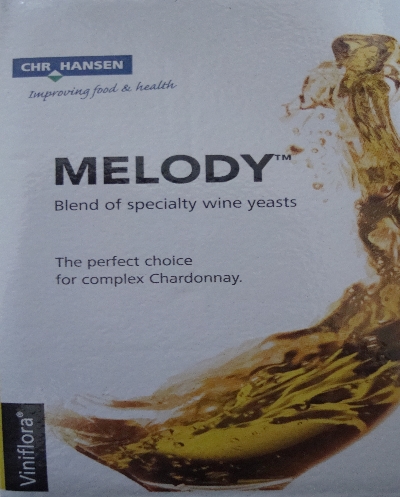 CHR HANSEN
Improving food & health
MELODY™
Blend of specialty wine yeasts
The perfect choice
for complex Chardonnay.
Viniflora®